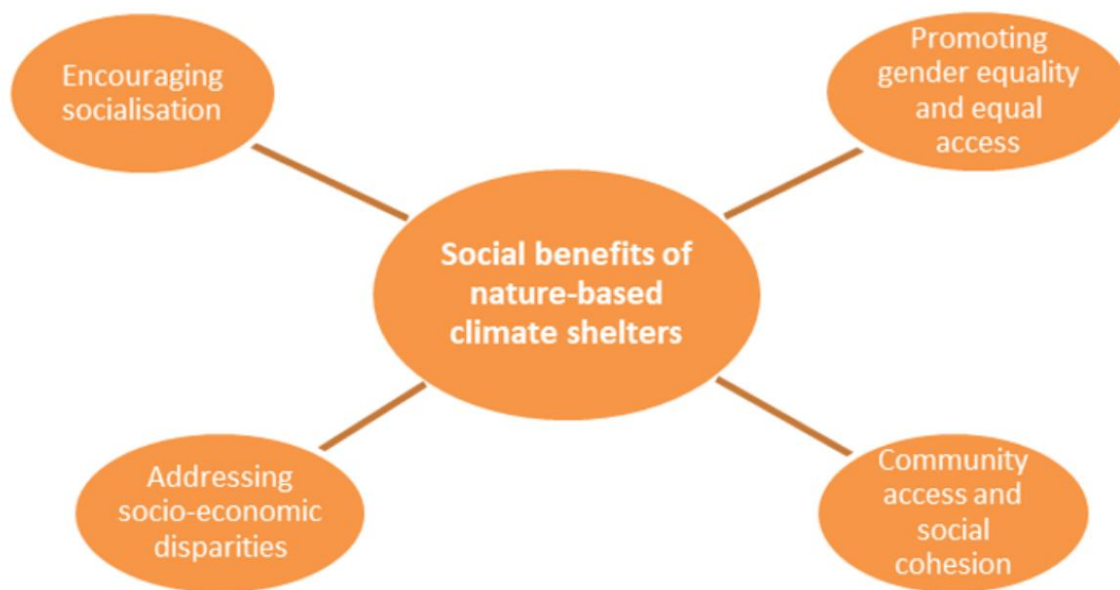 Encouraging
socialisation
Promoting
gender equality
and equal
access
Social benefits of
nature-based
climate shelters
Addressing
socio-economic
disparities
Community
access and
social
cohesion